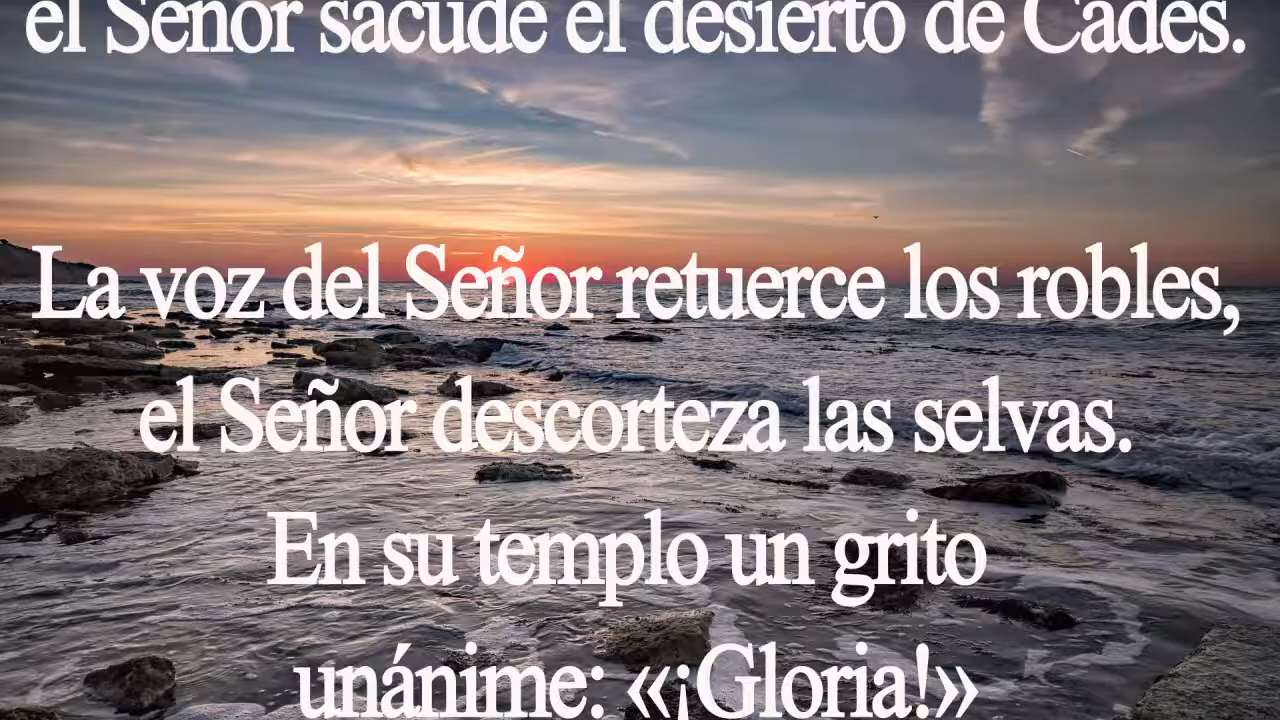 el Señor sacude el desierto de Cades.
La voz del Señor retuerce los robles,
el Señor descorteza las selvas.
En su templo un grito
unánime: «¡Gloria!»